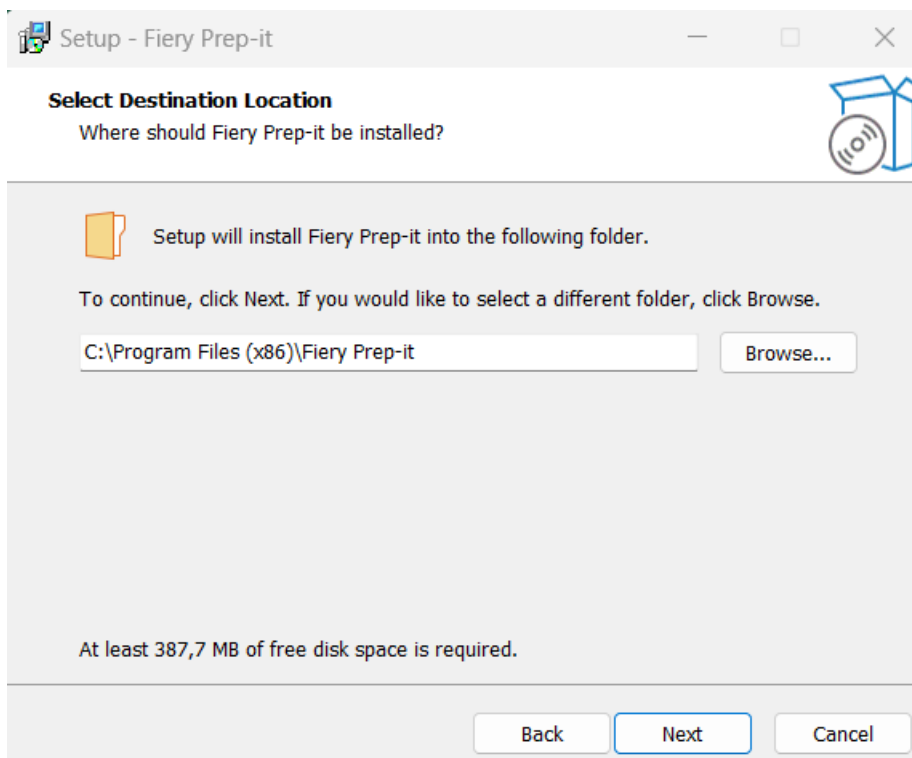 Setup - Fiery Prep-it
Select Destination Location
Where should Fiery Prep-it be installed?
Setup will install Fiery Prep-it into the following folder.
To continue, click Next. If you would like to select a different folder, click Browse.
C:\Program Files (x86)\Fiery Prep-it
Browse...
At least 387,7 MB of free disk space is required.
Back
Next
Cancel